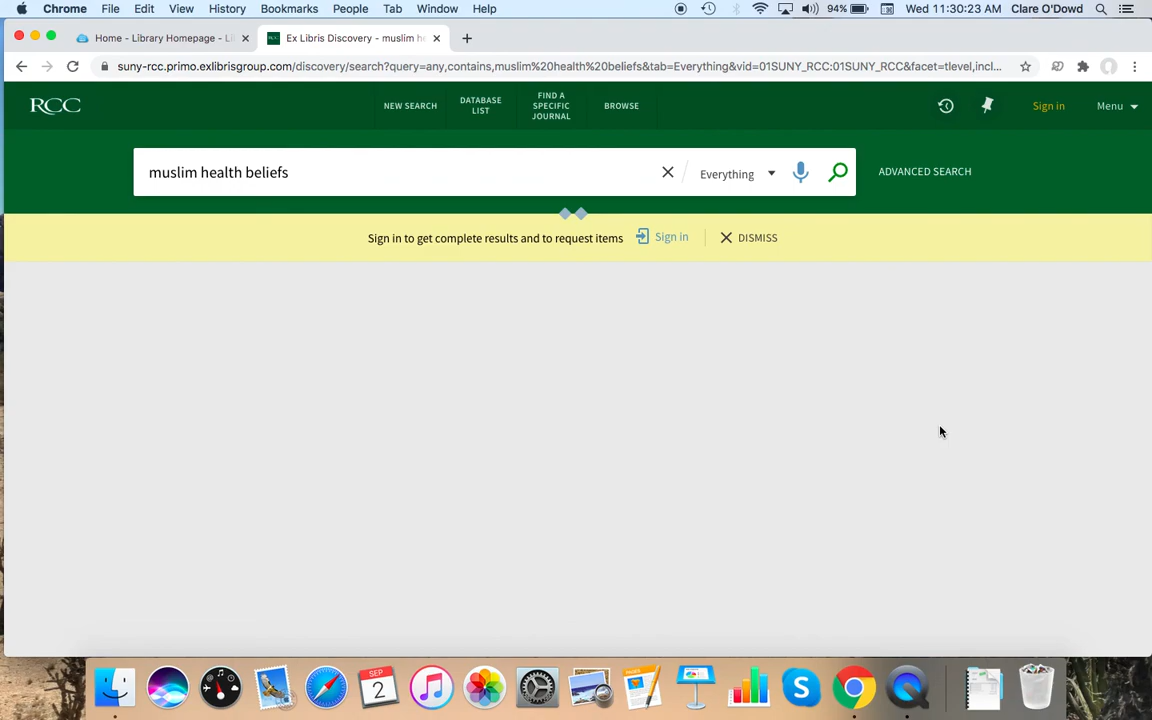 Chrome File Edit View History Bookmarks People Tab Window Help 94% Wed 11:30:23 AM Clare O'Dowd
Home - Library Homepage - Li
Ex Libris Discovery - muslim he
suny-rcc.primo.exlibrisgroup.com/discovery/search?query=any,contains,muslim%20health%20beliefs&tab=Everything&vid=01SUNY_RCC:01SUNY_RCC&facet=tlevel,incl...
RCC
NEW SEARCH
DATABASE
LIST
FIND A
SPECIFIC
JOURNAL
BROWSE
Sign in
Menu
muslim health beliefs
Everything
ADVANCED SEARCH
Sign in to get complete results and to request items
Sign in
DISMISS
SEP
2